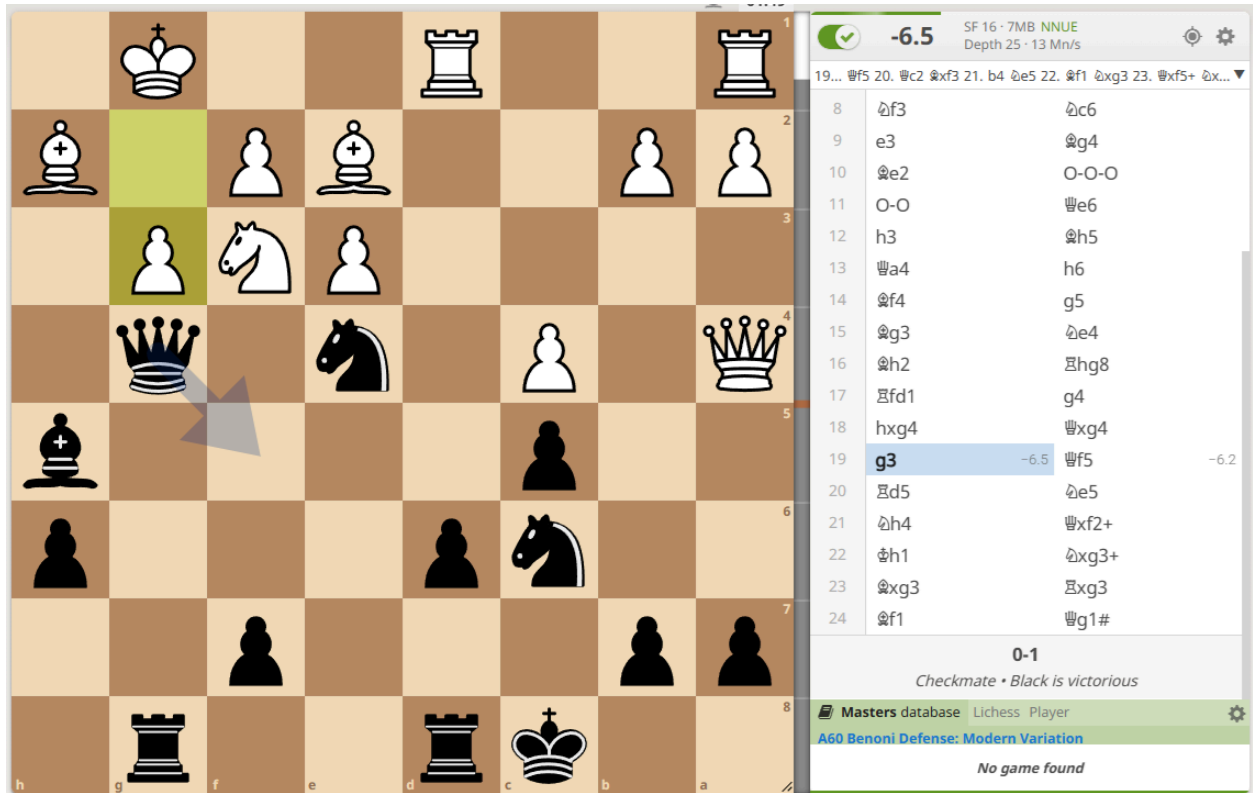 -6.5
SF 16 · 7MB NNUE
Depth 25 · 13 Mn/s
19... ♕f5 20. ♕c2 ♗xf3 21. b4 ♘e5 22. ♗f1 ♘xg3 23. ♕xf5+ ♘x... ▼
8 ♘f3 ♘c6
9 e3 ♗g4
10 ♗e2 O-O-O
11 O-O ♕e6
12 h3 ♗h5
13 ♕a4 h6
14 ♗f4 g5
15 ♗g3 ♘e4
16 ♗h2 ♖hg8
17 ♖fd1 g4
18 hxg4 ♕xg4
19 g3 −6.5 ♕f5 −6.2
20 ♖d5 ♘e5
21 ♘h4 ♕xf2+
22 ♔h1 ♘xg3+
23 ♗xg3 ♖xg3
24 ♗f1 ♕g1#
0-1
Checkmate • Black is victorious
Masters database Lichess Player
A60 Benoni Defense: Modern Variation
No game found
1
2
3
4
5
6
7
8
h g f e d c b a